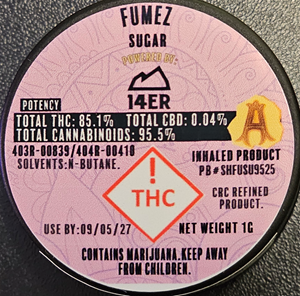 FUMEZ
SUGAR
POWERED BY:
14ER
POTENCY
TOTAL THC: 85.1% TOTAL CBD: 0.04%
TOTAL CANNABINOIDS: 95.5%
A
403R-00839/404R-00418
SOLVENTS:N-BUTANE.
INHALED PRODUCT
PB# SHFUSU9525
! THC
CRC REFINED
PRODUCT.
USE BY:09/05/27
NET WEIGHT 1G
CONTAINS MARIJUANA.KEEP AWAY
FROM CHILDREN.